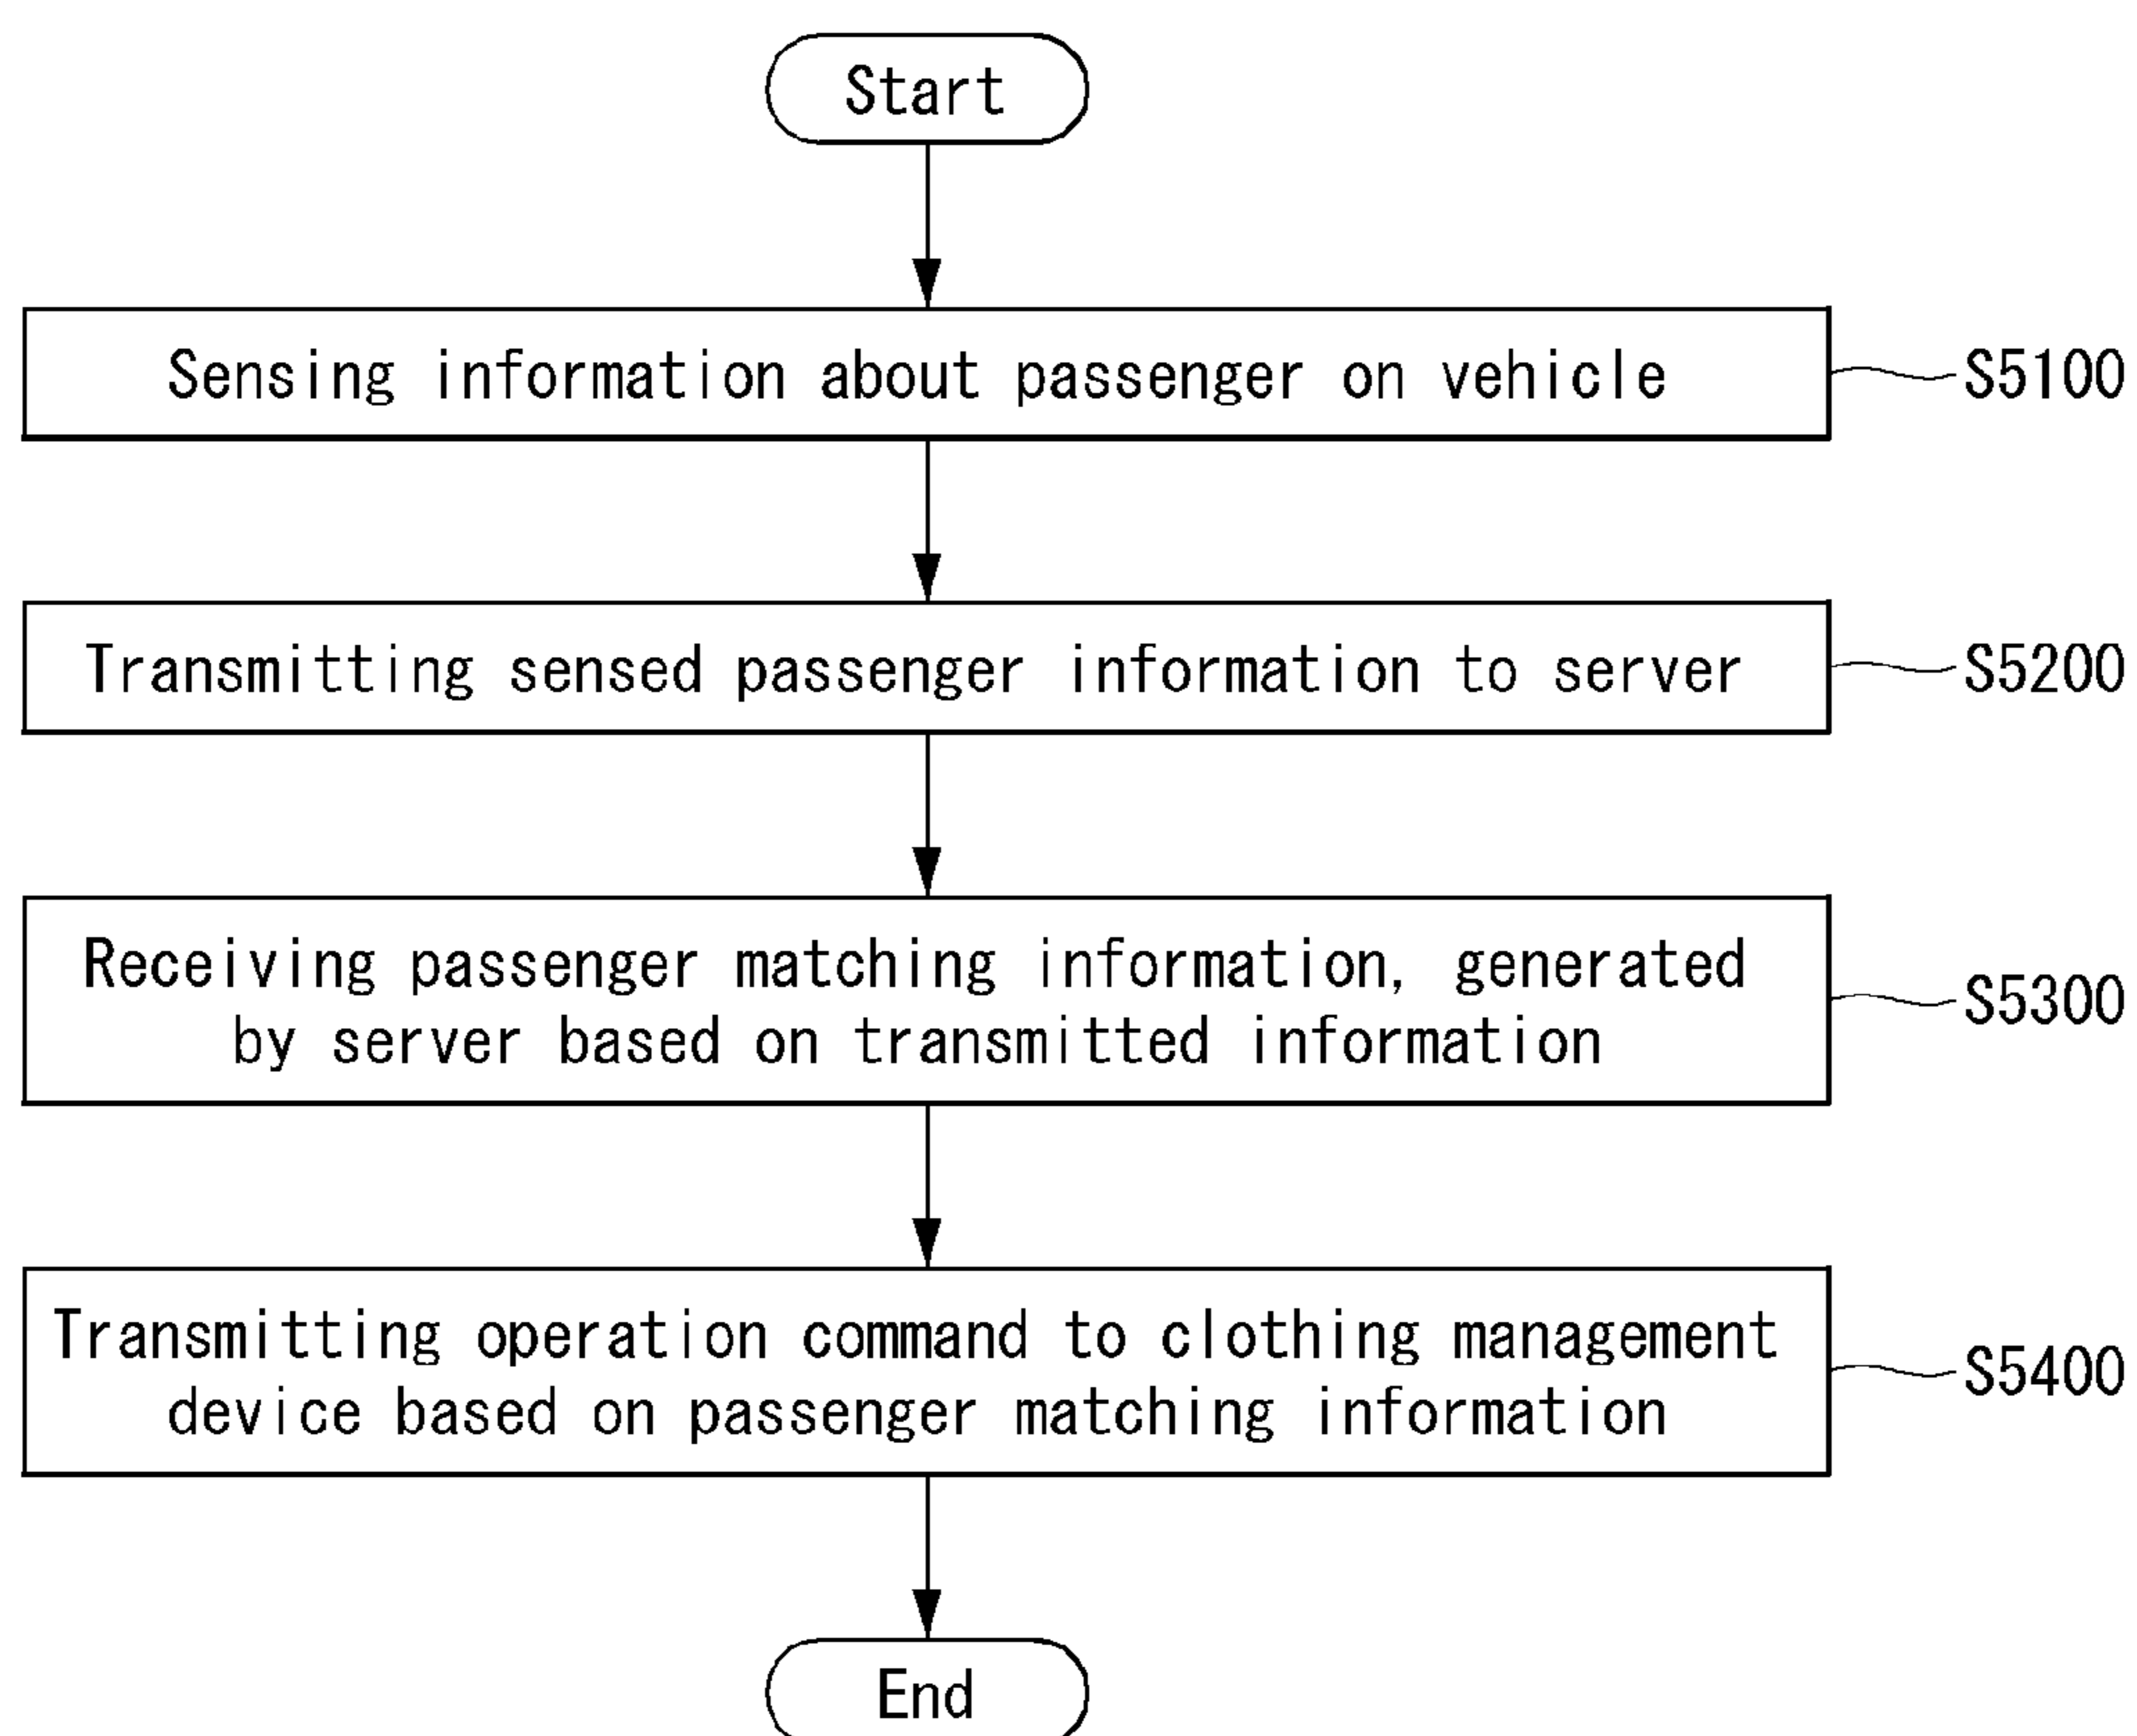 Start
Sensing information about passenger on vehicle
S5100
Transmitting sensed passenger information to server
S5200
Receiving passenger matching information, generated
by server based on transmitted information
S5300
Transmitting operation command to clothing management
device based on passenger matching information
S5400
End